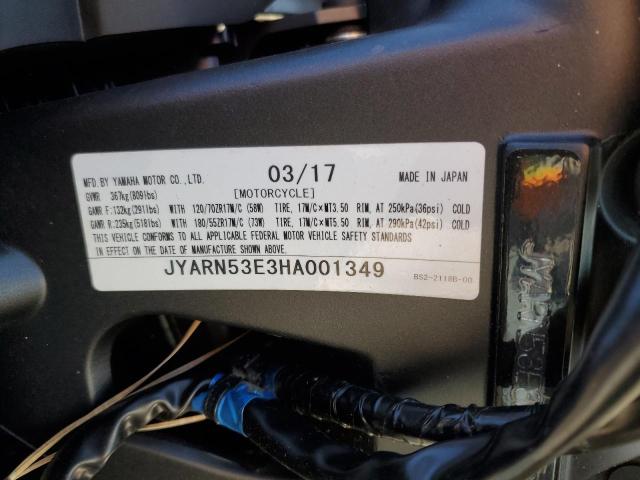 MFD.BY YAMAHA MOTOR CO.,LTD. 03/17 MADE IN JAPAN
GVWR 367kg(809lbs) [MOTORCYCLE]
GAWR F:132kg(291lbs) WITH 120/70ZR17M/C (58W) TIRE, 17M/C×MT3.50 RIM, AT 250kPa(36psi) COLD
GAWR R:235kg(518lbs) WITH 180/55ZR17M/C (73W) TIRE, 17M/C×MT5.50 RIM, AT 290kPa(42psi) COLD
THIS VEHICLE CONFORMS TO ALL APPLICABLE FEDERAL MOTOR VEHICLE SAFETY STANDARDS
IN EFFECT ON THE DATE OF MANUFACTURE SHOWN ABOVE.
JYARN53E3HA001349 BS2-2118B-00